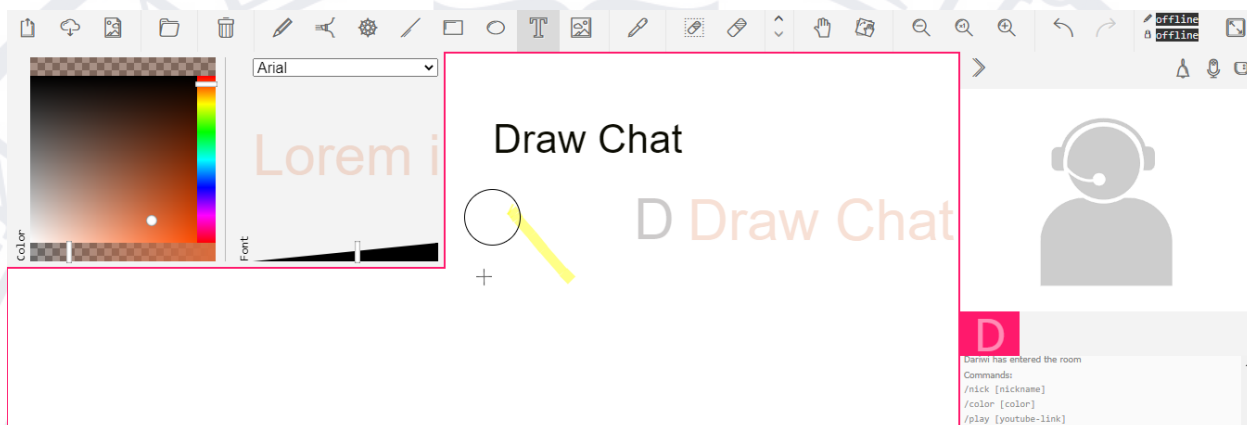 T
x1
offline
offline
Arial
Color
Lorem i
Font
Draw Chat
D Draw Chat
D
Dariwi has entered the room
Commands:
/nick [nickname]
/color [color]
/play [youtube-link]